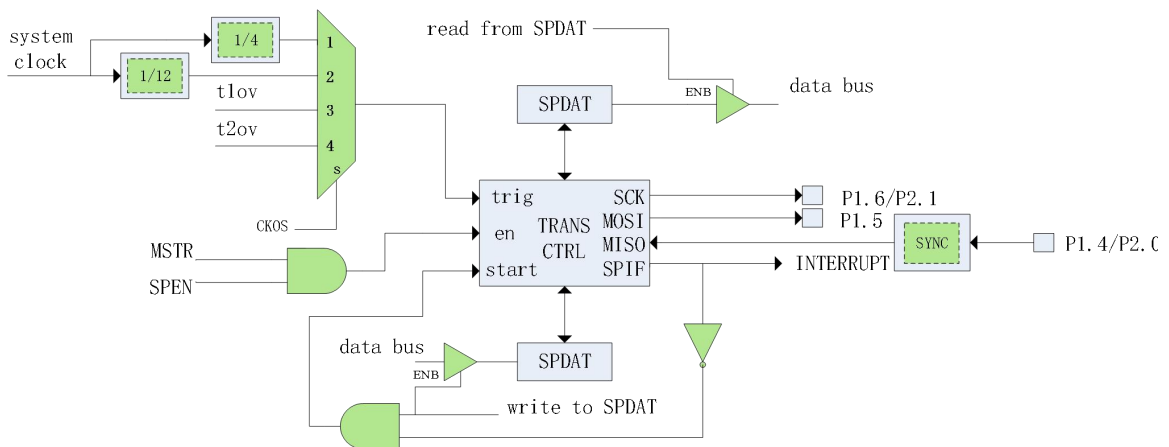 system
clock
1/4
1/12
t1ov
t2ov
1
2
3
4
s
CKOS
MSTR
SPEN
read from SPDAT
ENB
data bus
SPDAT
trig
en
start
TRANS
CTRL
SCK
MOSI
MISO
SPIF
P1.6/P2.1
P1.5
SYNC
P1.4/P2.0
INTERRUPT
data bus
ENB
SPDAT
write to SPDAT